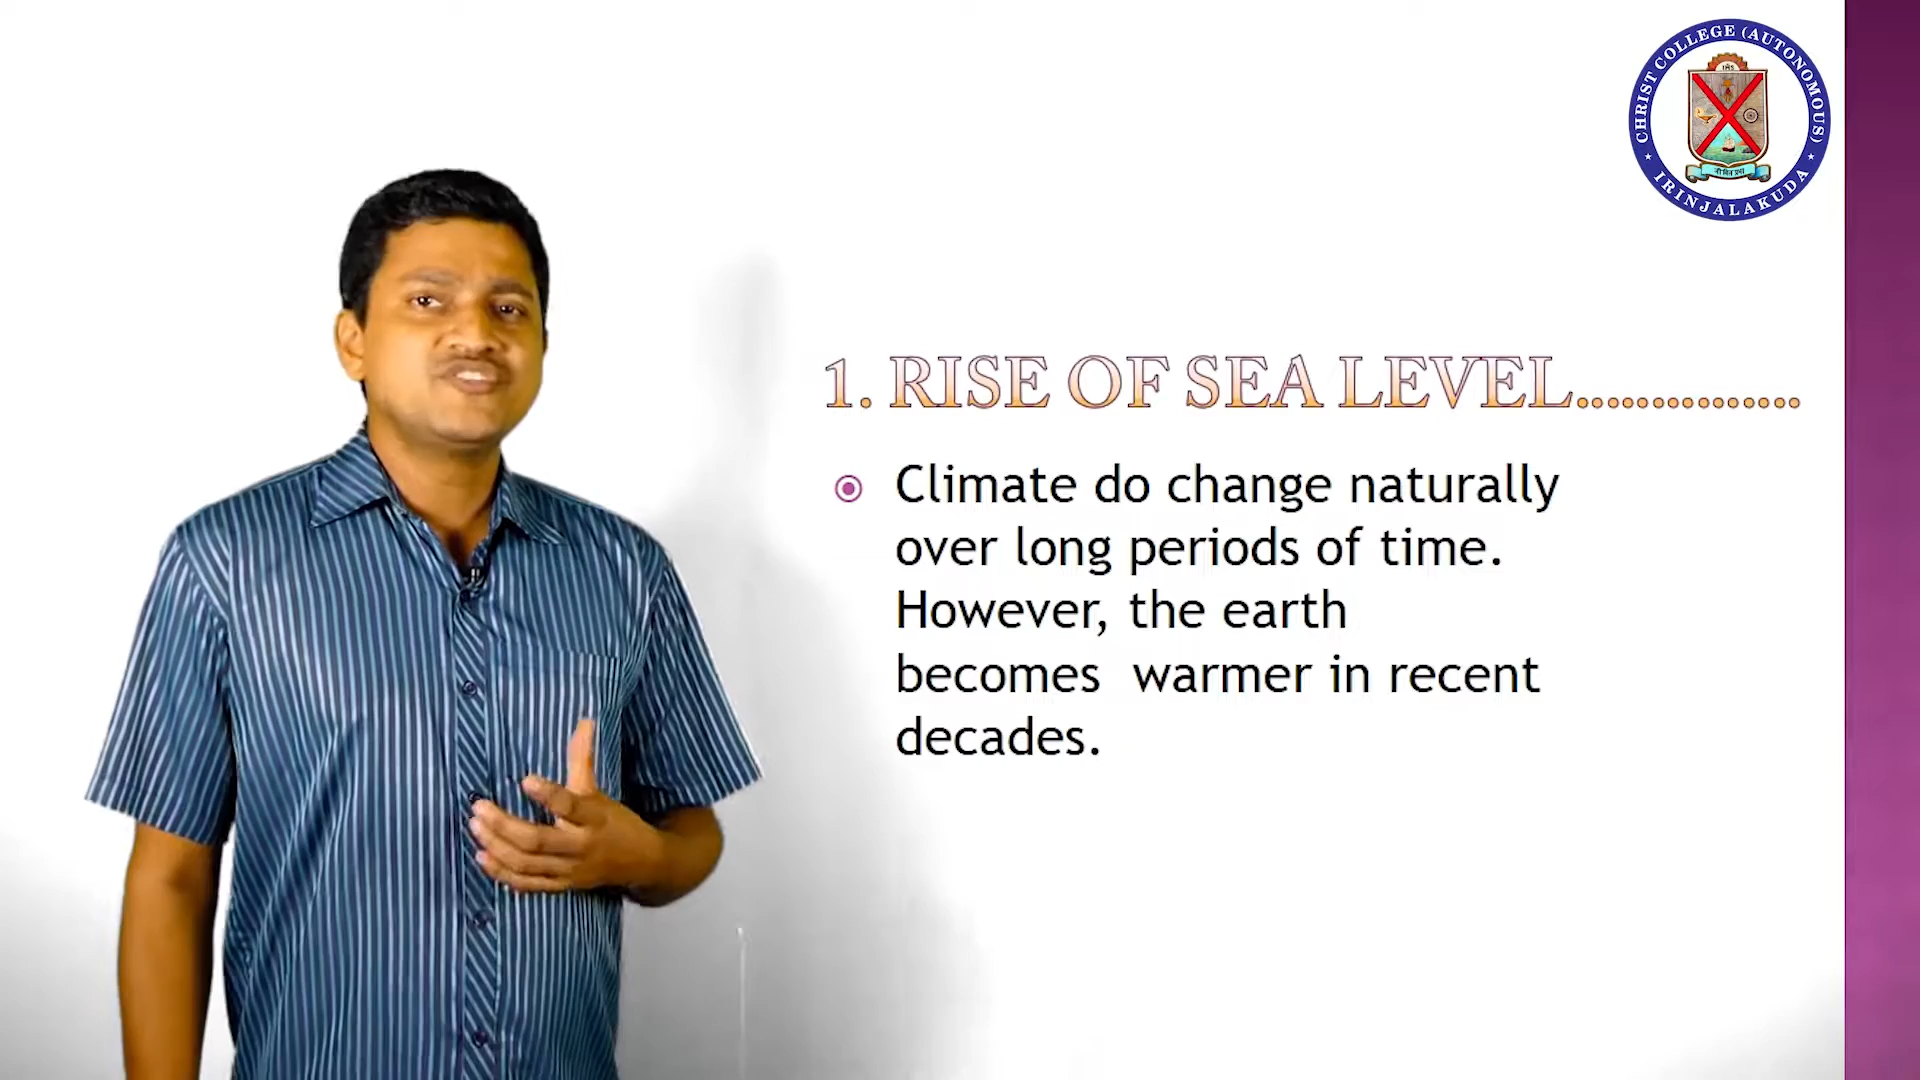 CHRIST COLLEGE (AUTONOMOUS)
IHS
IRINJALAKUDA
1. RISE OF SEA LEVEL...............
Climate do change naturally
over long periods of time.
However, the earth
becomes  warmer in recent
decades.